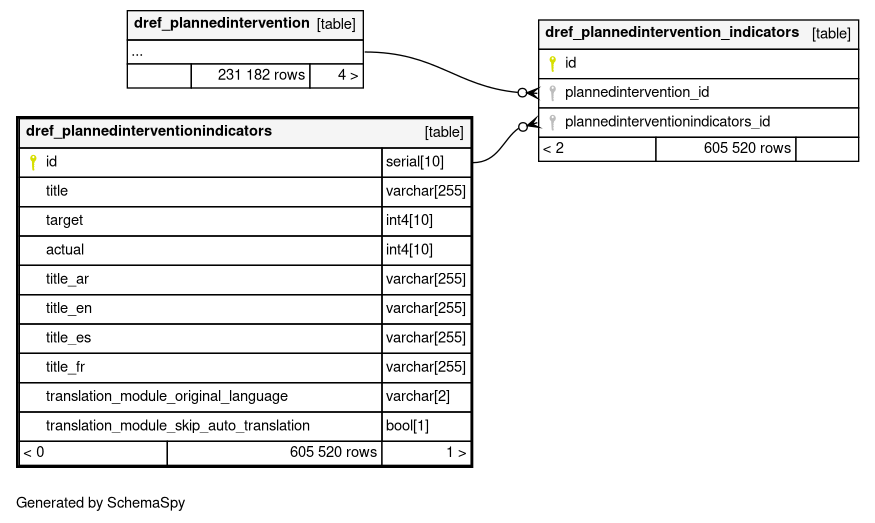 dref_plannedintervention [table]
...
231 182 rows 4 >
dref_plannedintervention_indicators [table]
id
plannedintervention_id
plannedinterventionindicators_id
< 2 605 520 rows
dref_plannedinterventionindicators [table]
id serial[10]
title varchar[255]
target int4[10]
actual int4[10]
title_ar varchar[255]
title_en varchar[255]
title_es varchar[255]
title_fr varchar[255]
translation_module_original_language varchar[2]
translation_module_skip_auto_translation bool[1]
< 0 605 520 rows 1 >
Generated by SchemaSpy